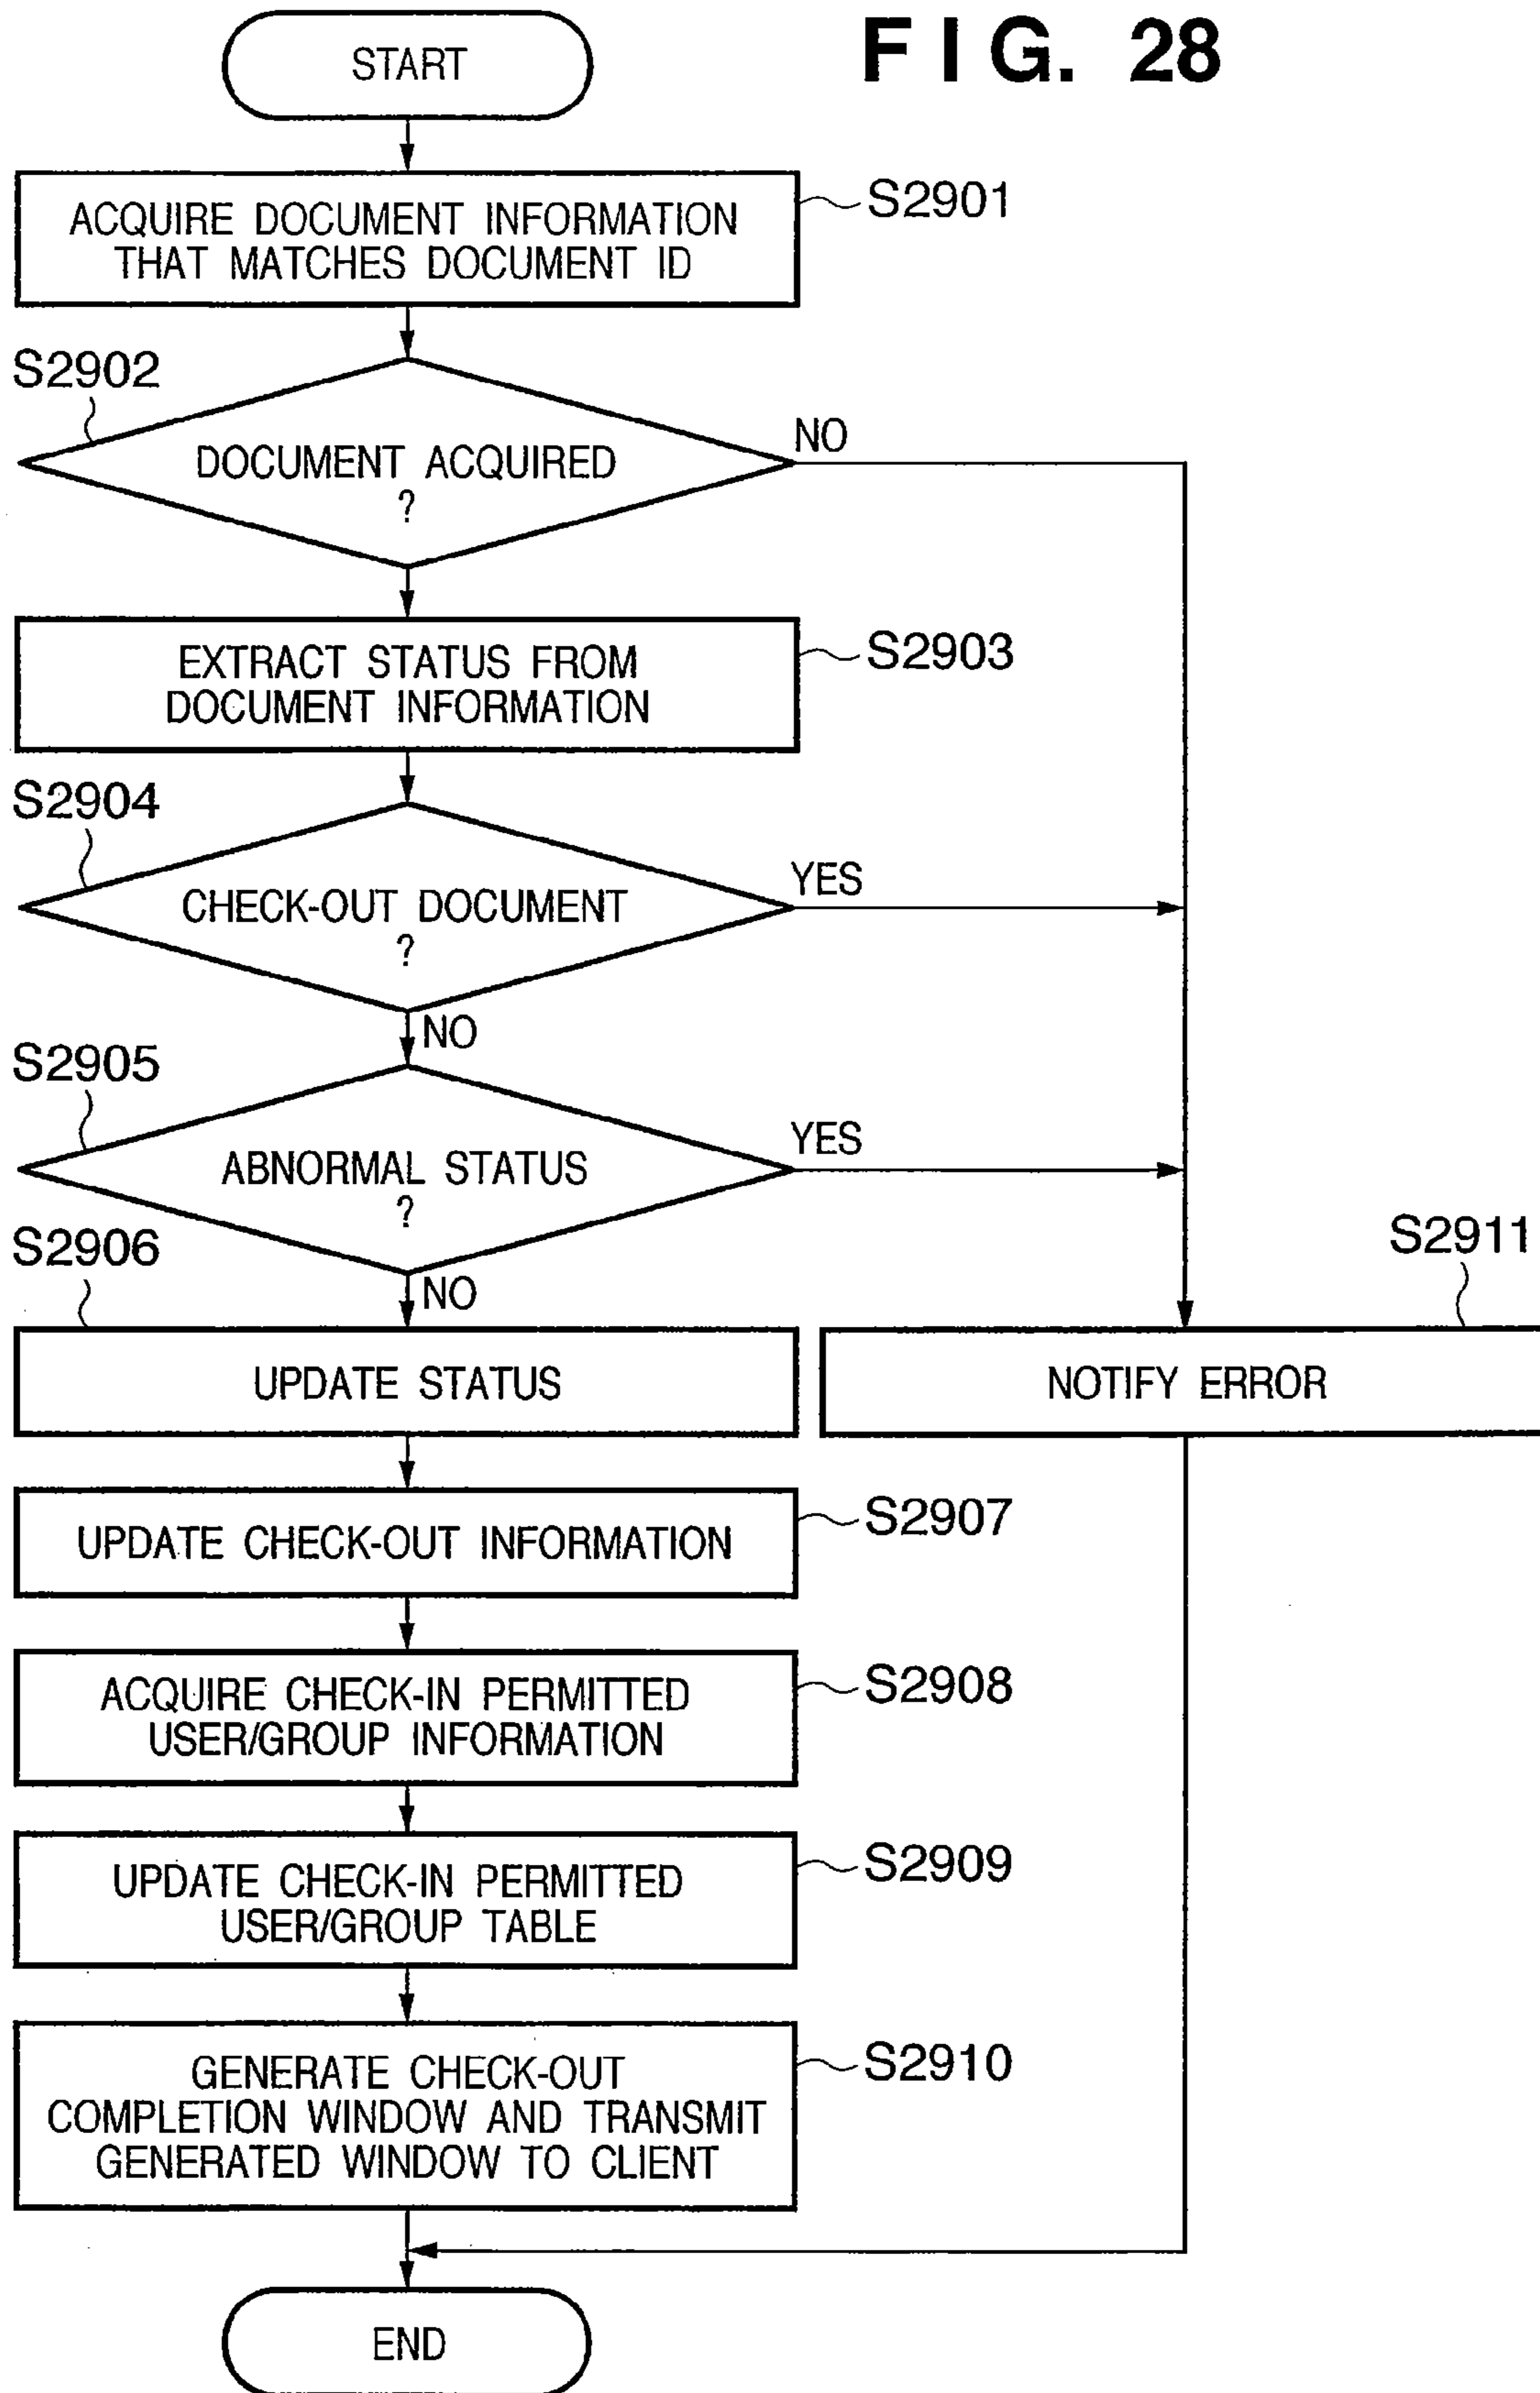 FIG. 28
START
ACQUIRE DOCUMENT INFORMATION
THAT MATCHES DOCUMENT ID
S2901
S2902
DOCUMENT ACQUIRED
?
NO
EXTRACT STATUS FROM
DOCUMENT INFORMATION
S2903
S2904
CHECK-OUT DOCUMENT
?
YES
NO
S2905
ABNORMAL STATUS
?
YES
NO
S2906
UPDATE STATUS
S2911
NOTIFY ERROR
UPDATE CHECK-OUT INFORMATION
S2907
ACQUIRE CHECK-IN PERMITTED
USER/GROUP INFORMATION
S2908
UPDATE CHECK-IN PERMITTED
USER/GROUP TABLE
S2909
GENERATE CHECK-OUT
COMPLETION WINDOW AND TRANSMIT
GENERATED WINDOW TO CLIENT
S2910
END